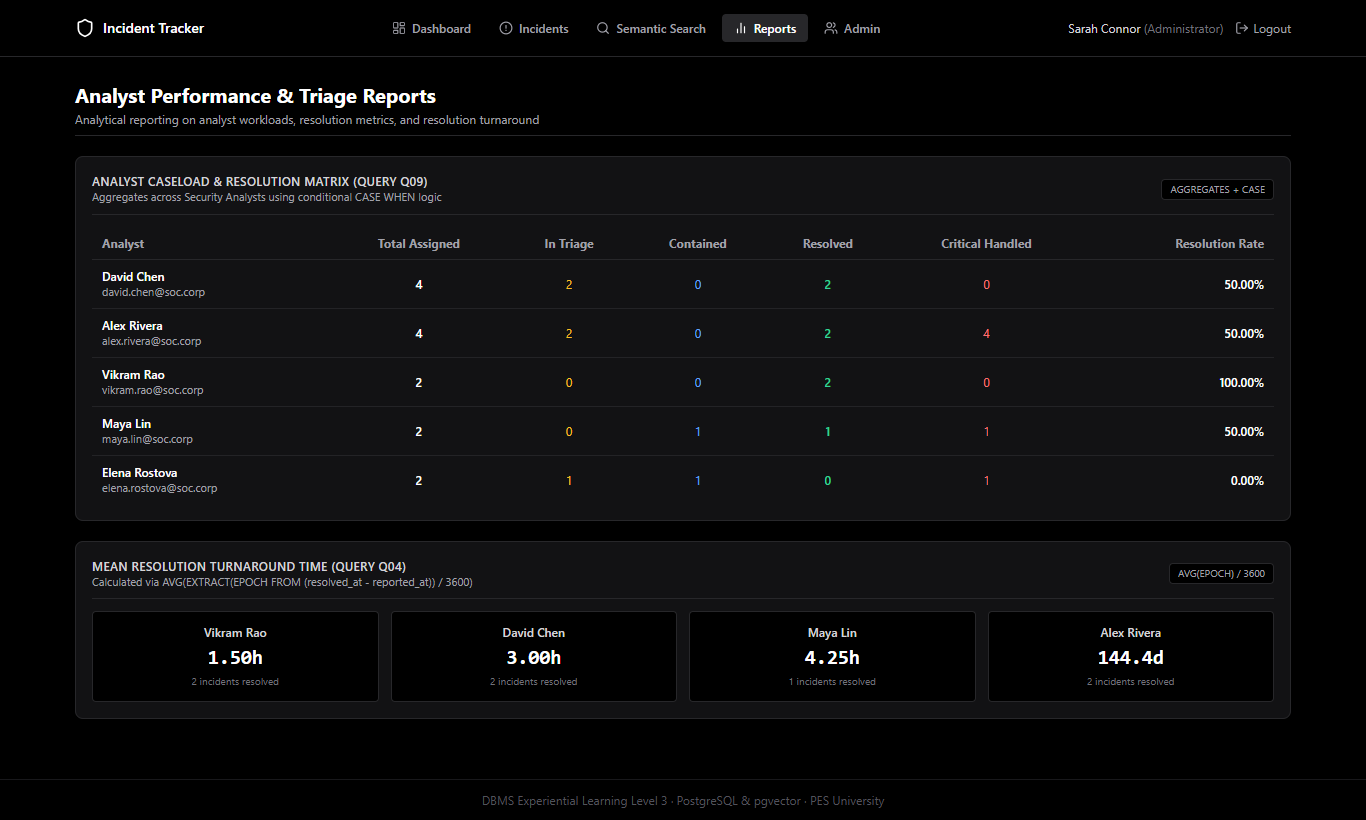 Incident Tracker Dashboard Incidents Semantic Search Reports Admin Sarah Connor (Administrator) Logout
Analyst Performance & Triage Reports
Analytical reporting on analyst workloads, resolution metrics, and resolution turnaround
ANALYST CASELOAD & RESOLUTION MATRIX (QUERY Q09)
Aggregates across Security Analysts using conditional CASE WHEN logic
AGGREGATES + CASE
Analyst Total Assigned In Triage Contained Resolved Critical Handled Resolution Rate
David Chen
david.chen@soc.corp
4 2 0 2 0 50.00%
Alex Rivera
alex.rivera@soc.corp
4 2 0 2 4 50.00%
Vikram Rao
vikram.rao@soc.corp
2 0 0 2 0 100.00%
Maya Lin
maya.lin@soc.corp
2 0 1 1 1 50.00%
Elena Rostova
elena.rostova@soc.corp
2 1 1 0 1 0.00%
MEAN RESOLUTION TURNAROUND TIME (QUERY Q04)
Calculated via AVG(EXTRACT(EPOCH FROM (resolved_at - reported_at)) / 3600)
AVG(EPOCH) / 3600
Vikram Rao
1.50h
2 incidents resolved
David Chen
3.00h
2 incidents resolved
Maya Lin
4.25h
1 incidents resolved
Alex Rivera
144.4d
2 incidents resolved
DBMS Experiential Learning Level 3 · PostgreSQL & pgvector · PES University